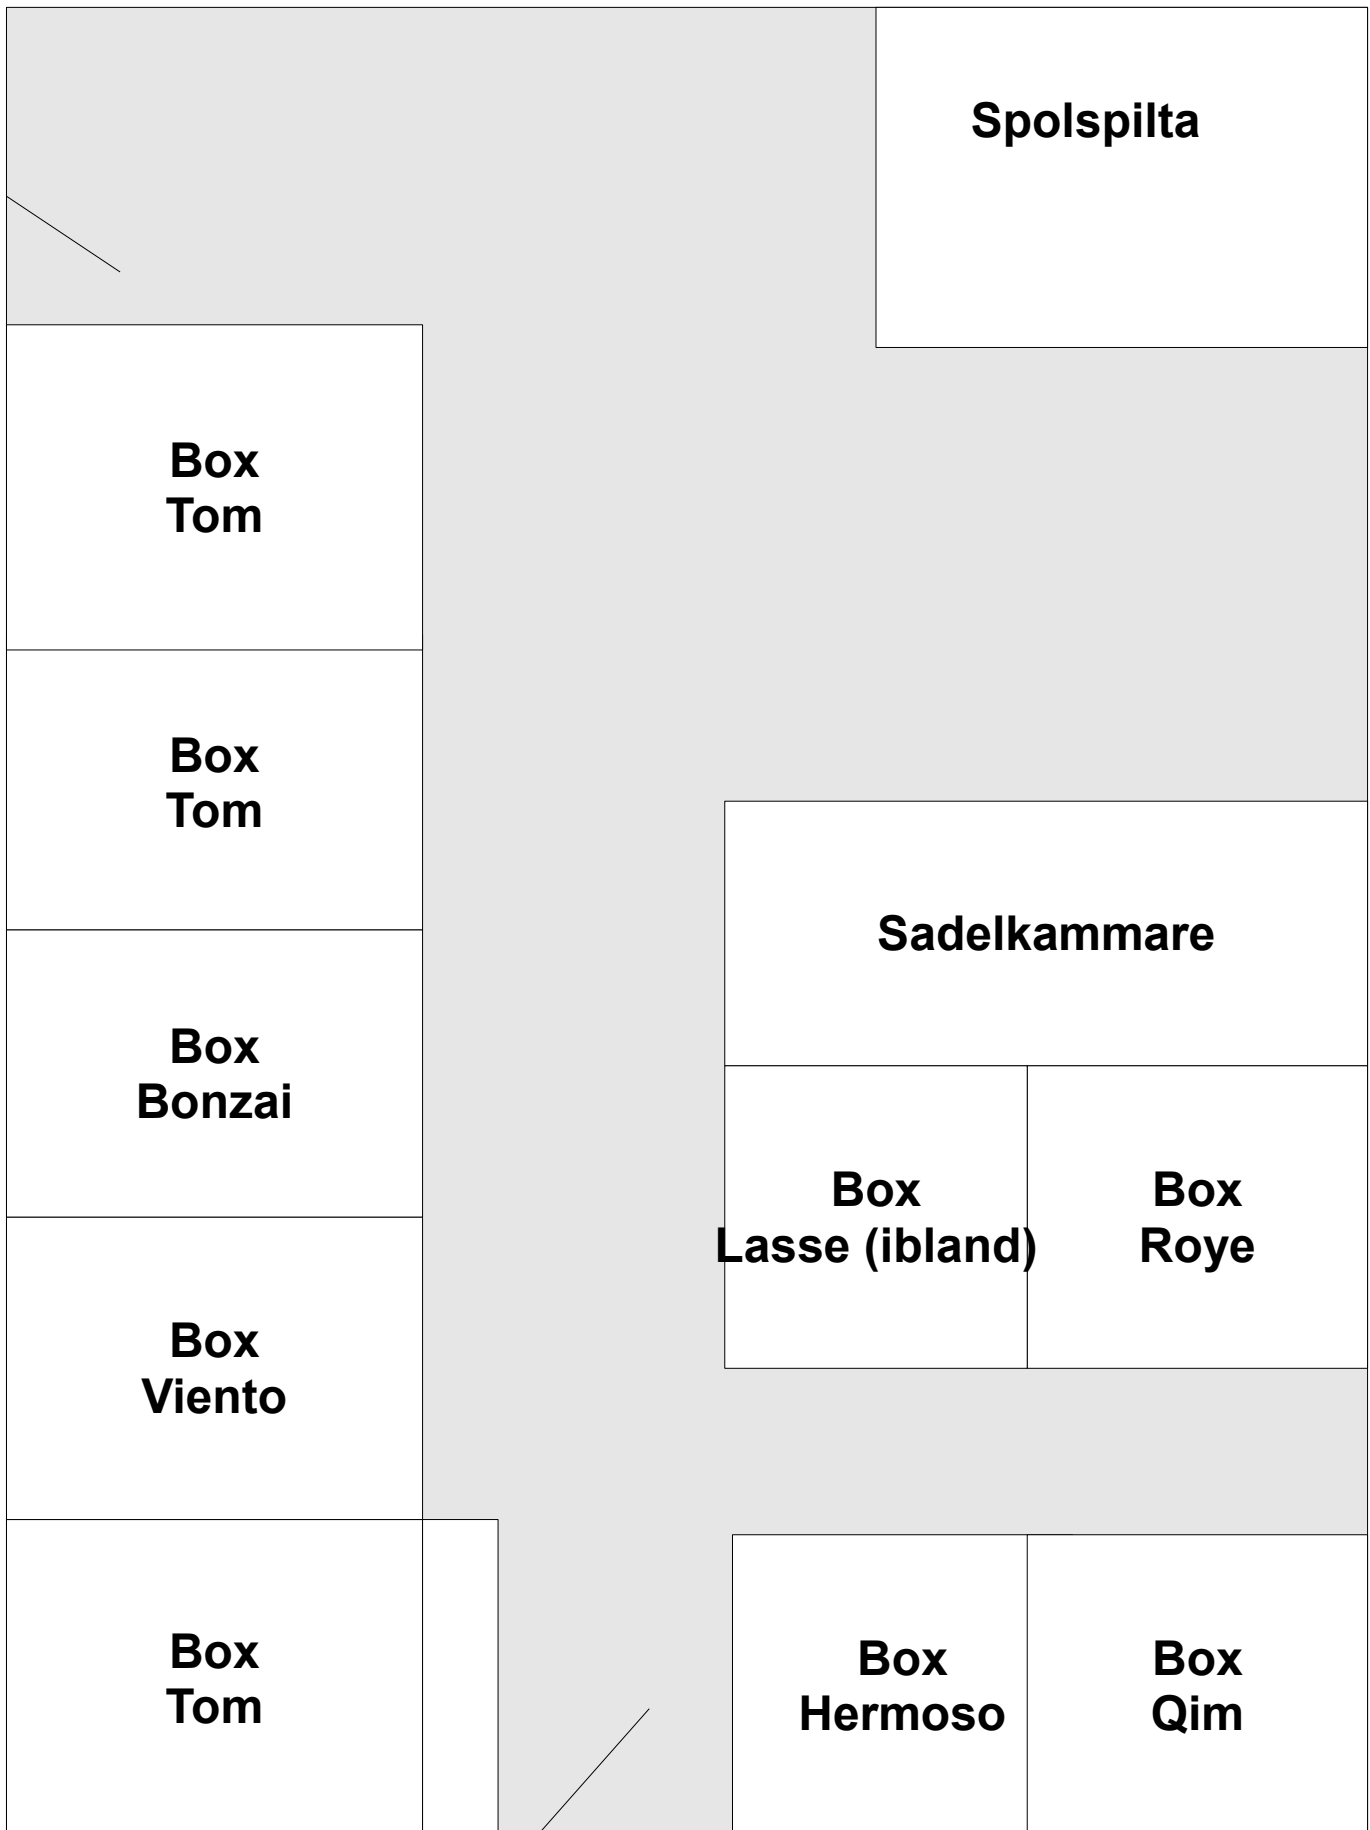 Spolspilta
Box
Tom
Box
Tom
Sadelkammare
Box
Bonzai
Box
Lasse (ibland)
Box
Roye
Box
Viento
Box
Tom
Box
Hermoso
Box
Qim